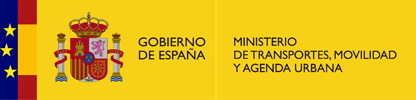 GOBIERNO
DE ESPAÑA
MINISTERIO
DE TRANSPORTES, MOVILIDAD
Y AGENDA URBANA